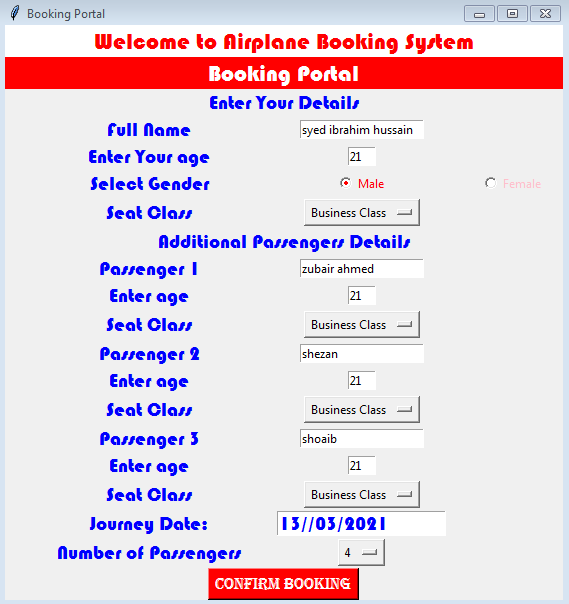 Booking Portal
Welcome to Airplane Booking System
Booking Portal
Enter Your Details
Full Name syed ibrahim hussain
Enter Your age 21
Select Gender Male Female
Seat Class Business Class
Additional Passengers Details
Passenger 1 zubair ahmed
Enter age 21
Seat Class Business Class
Passenger 2 shezan
Enter age 21
Seat Class Business Class
Passenger 3 shoaib
Enter age 21
Seat Class Business Class
Journey Date: 13//03/2021
Number of Passengers 4
CONFIRM BOOKING